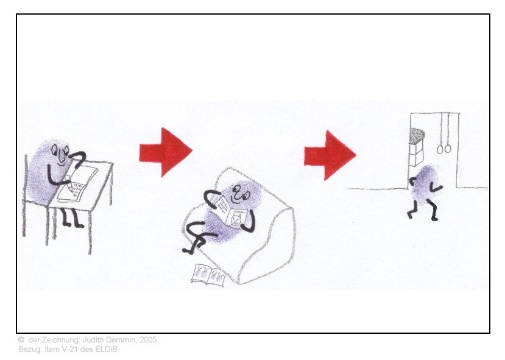 © der Zeichnung: Judith Demmin, 2005
Bezug: Item V-21 des ELDiB